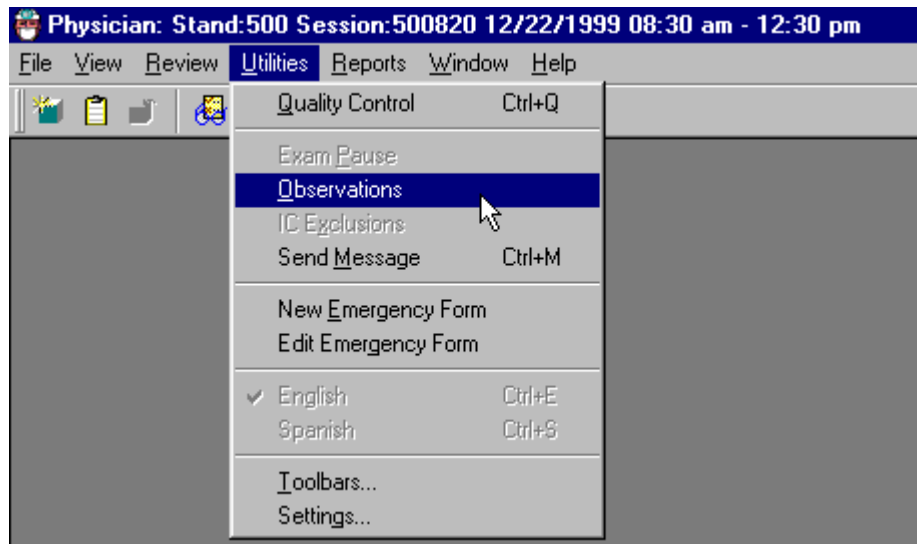 Physician: Stand:500 Session:500820 12/22/1999 08:30 am - 12:30 pm
File View Review Utilities Reports Window Help
Quality Control Ctrl+Q
Exam Pause
Observations
IC Exclusions
Send Message Ctrl+M
New Emergency Form
Edit Emergency Form
English Ctrl+E
Spanish Ctrl+S
Toolbars...
Settings...